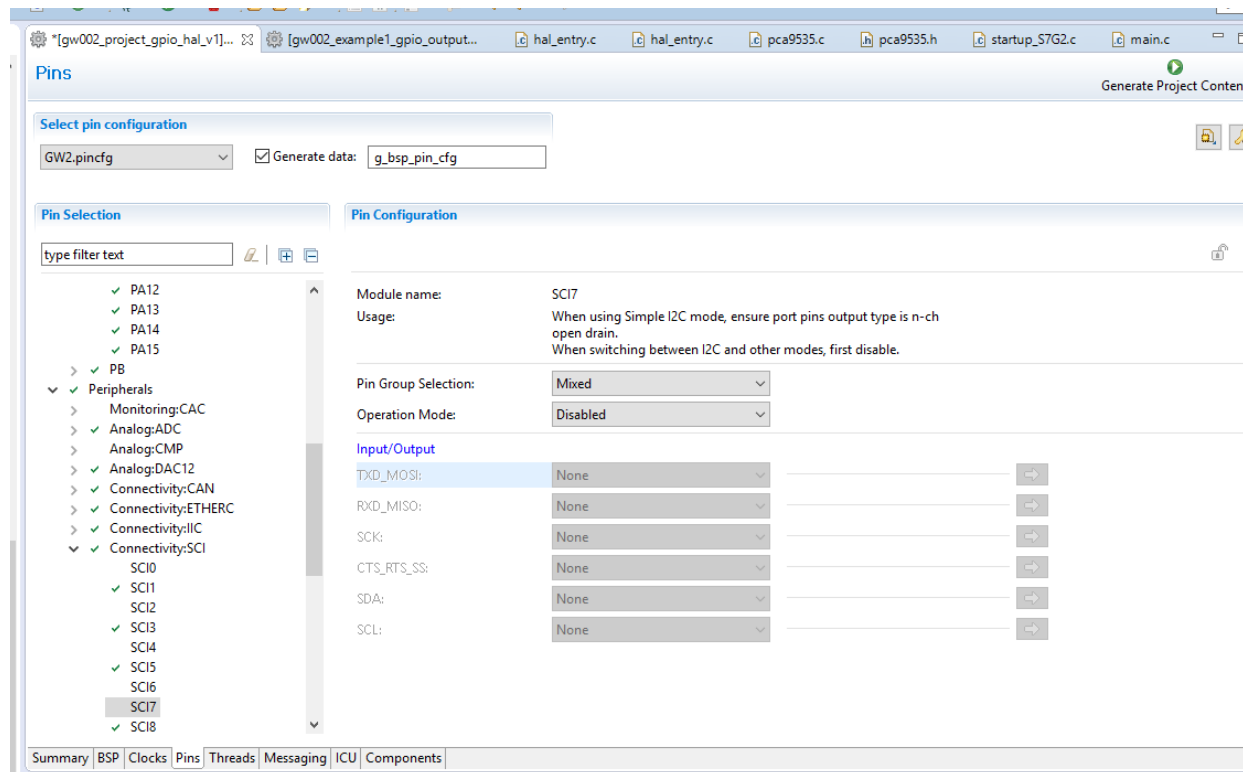 *[gw002_project_gpio_hal_v1]... [gw002_example1_gpio_output... hal_entry.c hal_entry.c pca9535.c pca9535.h startup_S7G2.c main.c
Pins
Generate Project Conten
Select pin configuration
GW2.pincfg Generate data: g_bsp_pin_cfg
Pin Selection
Pin Configuration
type filter text
PA12
PA13
PA14
PA15
PB
Peripherals
Monitoring:CAC
Analog:ADC
Analog:CMP
Analog:DAC12
Connectivity:CAN
Connectivity:ETHERC
Connectivity:IIC
Connectivity:SCI
SCI0
SCI1
SCI2
SCI3
SCI4
SCI5
SCI6
SCI7
SCI8
Module name: SCI7
Usage: When using Simple I2C mode, ensure port pins output type is n-ch
open drain.
When switching between I2C and other modes, first disable.
Pin Group Selection: Mixed
Operation Mode: Disabled
Input/Output
TXD_MOSI: None
RXD_MISO: None
SCK: None
CTS_RTS_SS: None
SDA: None
SCL: None
Summary BSP Clocks Pins Threads Messaging ICU Components